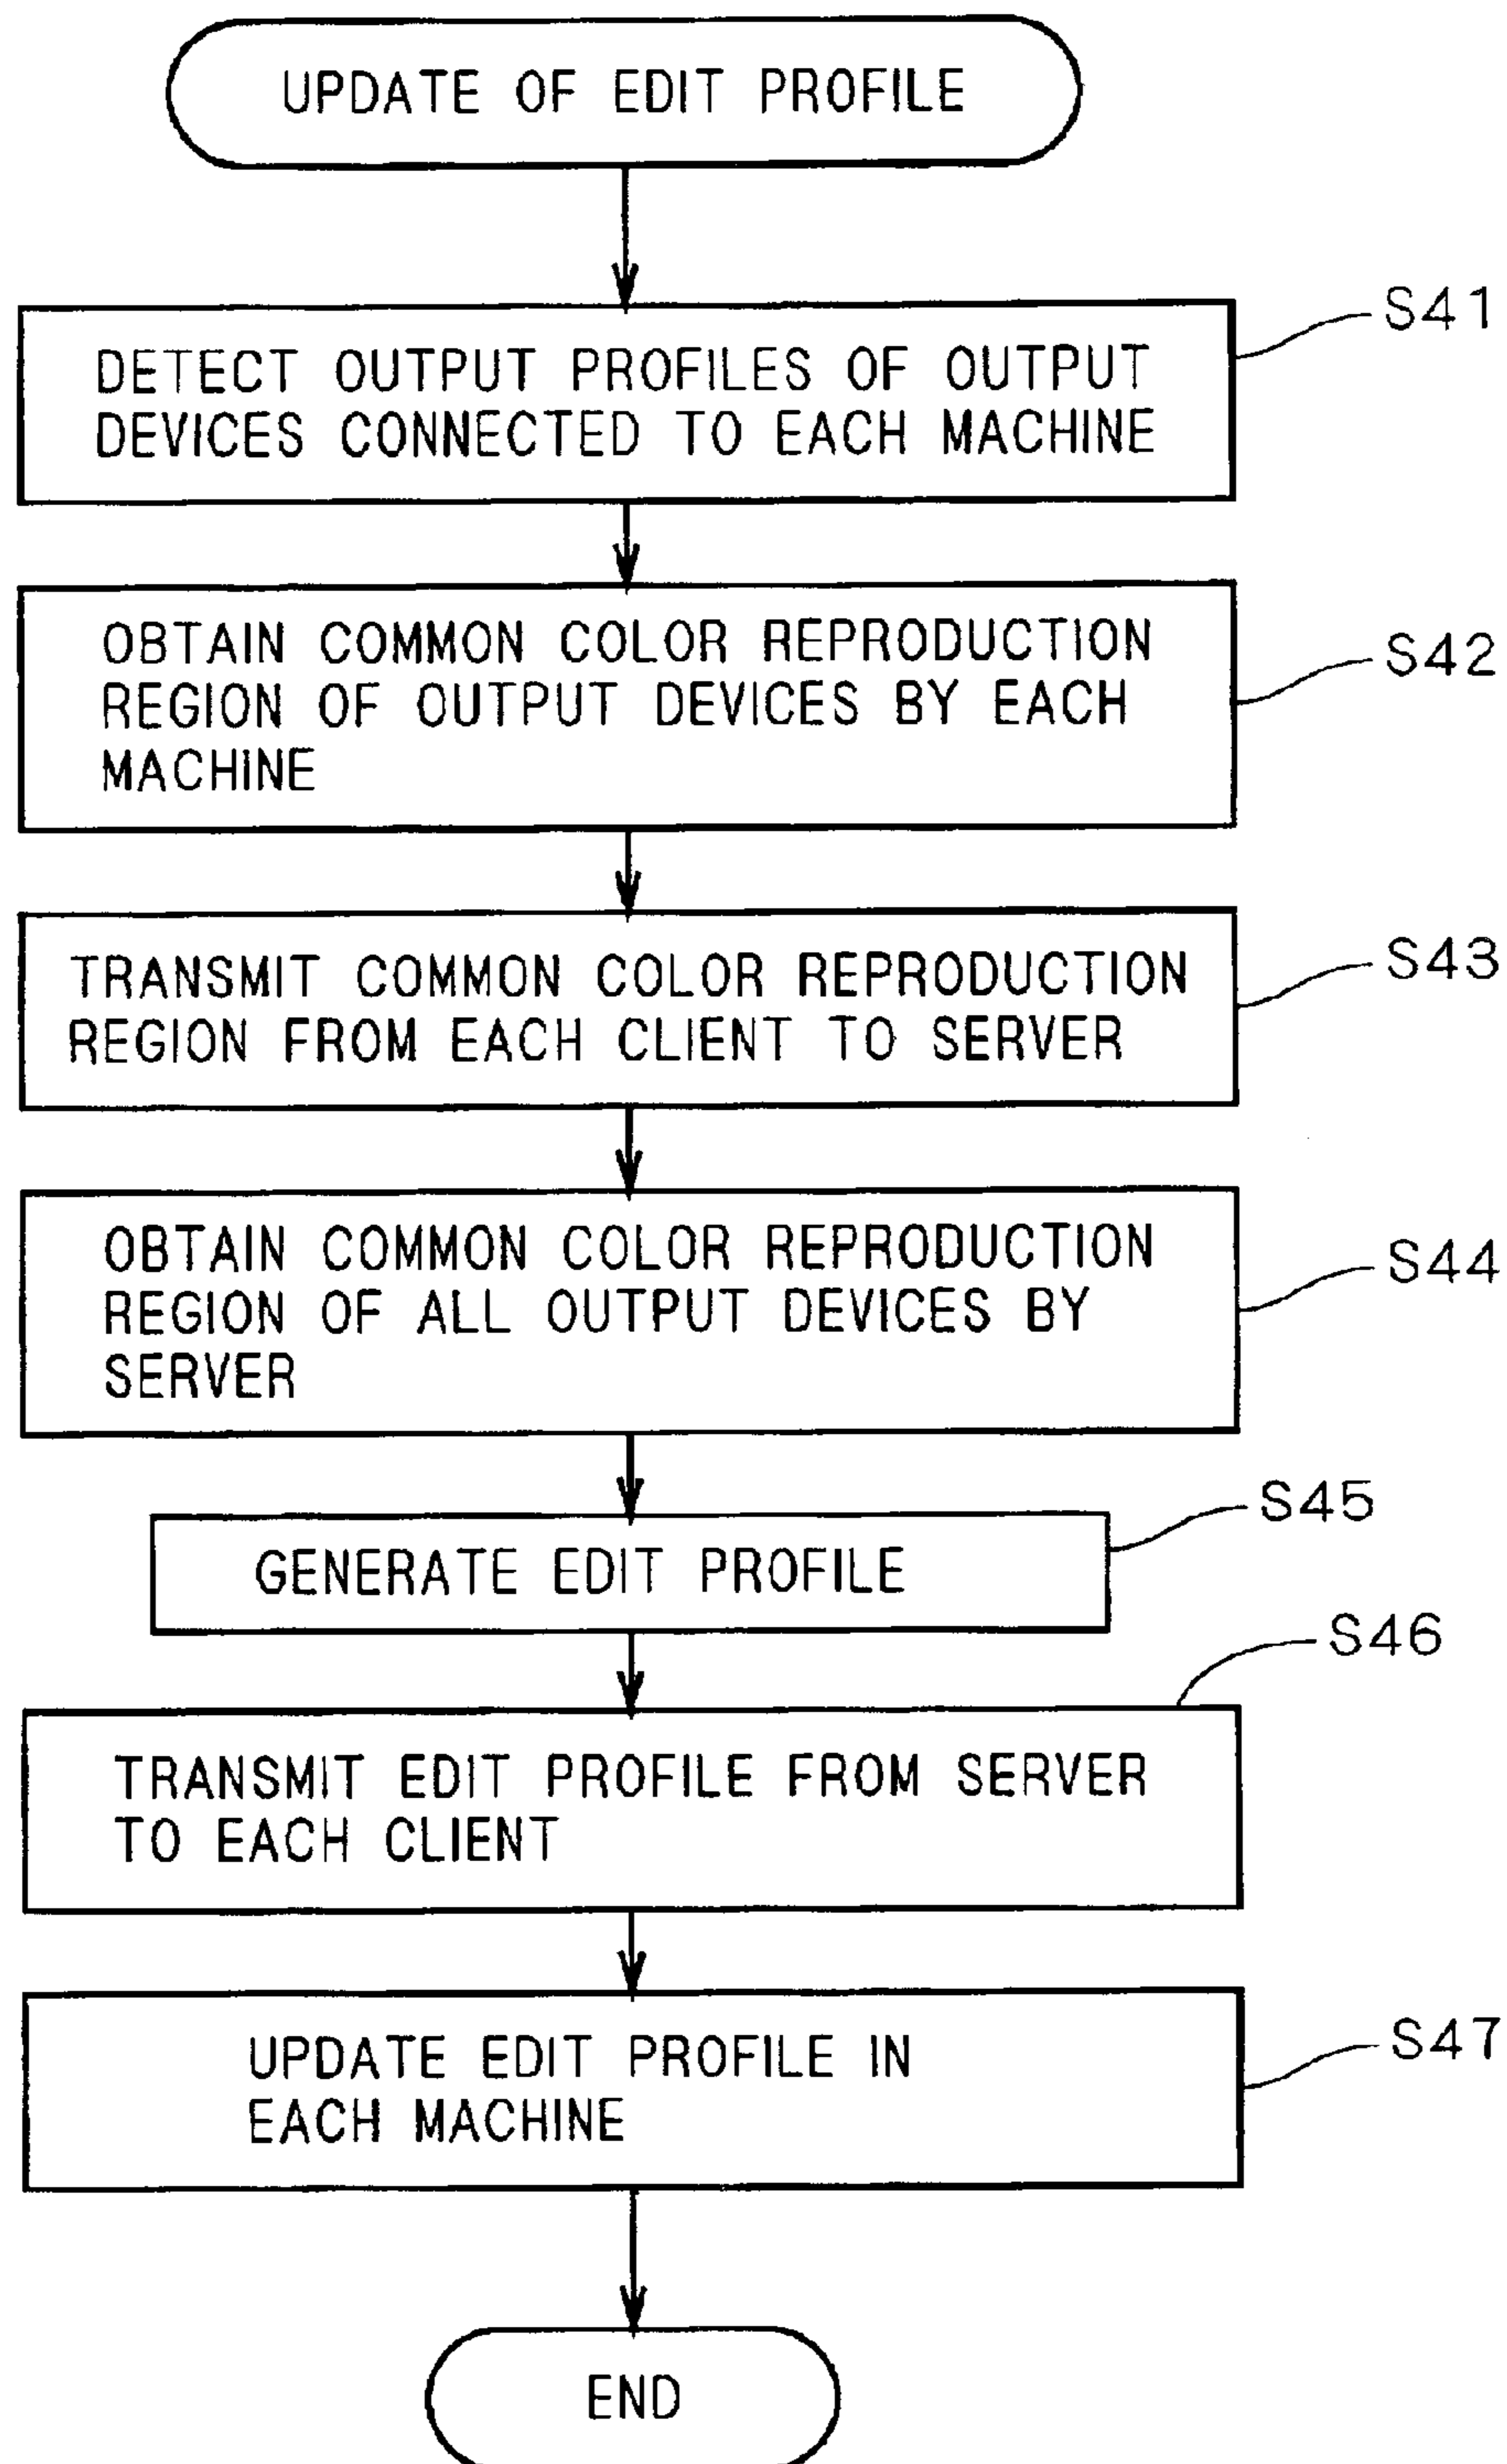 UPDATE OF EDIT PROFILE
S41
DETECT OUTPUT PROFILES OF OUTPUT
DEVICES CONNECTED TO EACH MACHINE
S42
OBTAIN COMMON COLOR REPRODUCTION
REGION OF OUTPUT DEVICES BY EACH
MACHINE
S43
TRANSMIT COMMON COLOR REPRODUCTION
REGION FROM EACH CLIENT TO SERVER
S44
OBTAIN COMMON COLOR REPRODUCTION
REGION OF ALL OUTPUT DEVICES BY
SERVER
S45
GENERATE EDIT PROFILE
S46
TRANSMIT EDIT PROFILE FROM SERVER
TO EACH CLIENT
S47
UPDATE EDIT PROFILE IN
EACH MACHINE
END